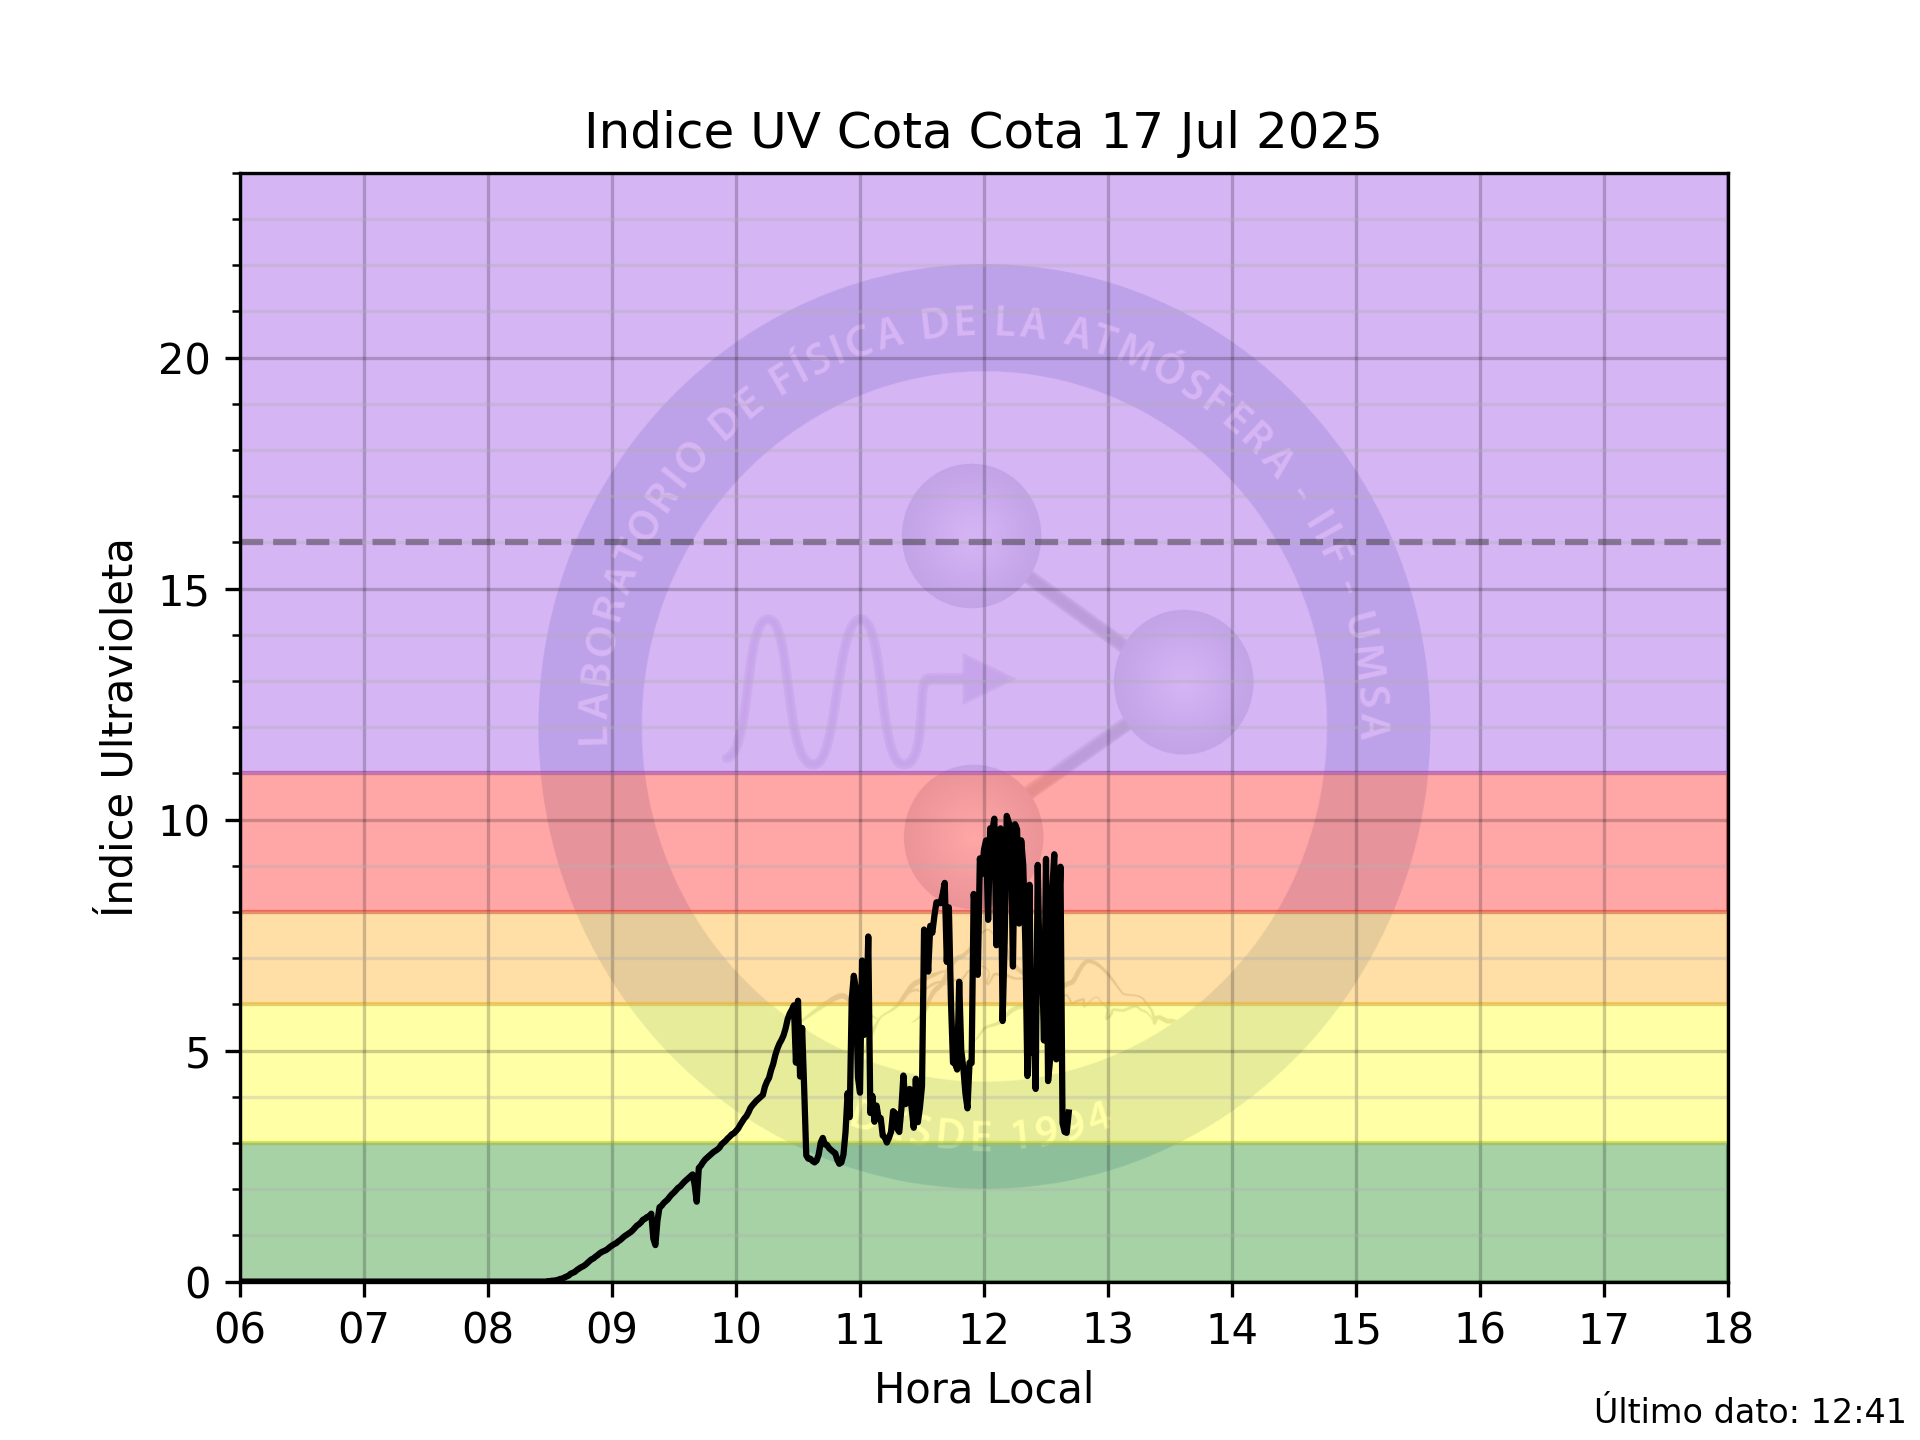 Indice UV Cota Cota 17 Jul 2025
LABORATORIO DE FÍSICA DE LA ATMÓSFERA - IIF - UMSA
20
15
10
5
0
Índice Ultravioleta
DESDE 1994
06 07 08 09 10 11 12 13 14 15 16 17 18
Hora Local
Último dato: 12:41